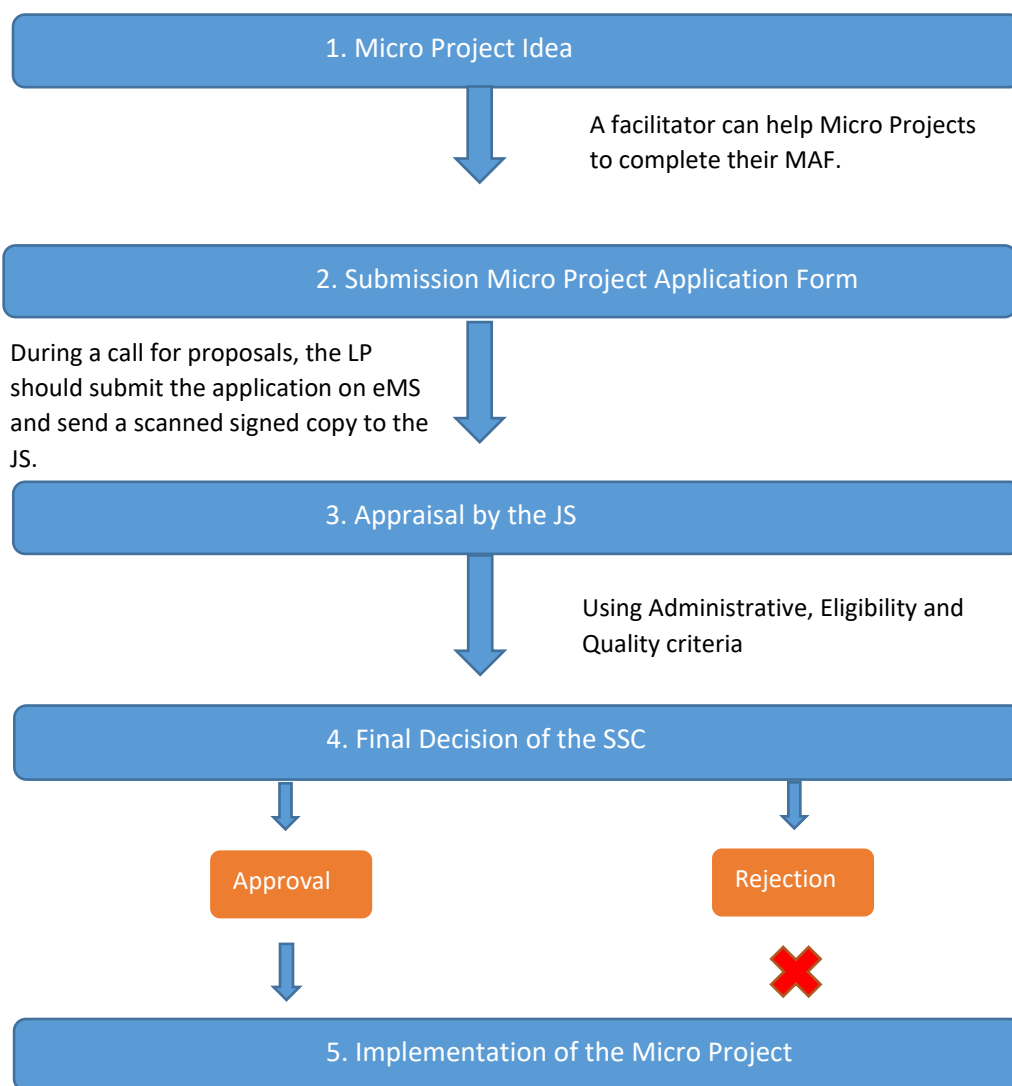 1. Micro Project Idea
A facilitator can help Micro Projects
to complete their MAF.
2. Submission Micro Project Application Form
During a call for proposals, the LP
should submit the application on eMS
and send a scanned signed copy to the
JS.
3. Appraisal by the JS
Using Administrative, Eligibility and
Quality criteria
4. Final Decision of the SSC
Approval
Rejection
5. Implementation of the Micro Project